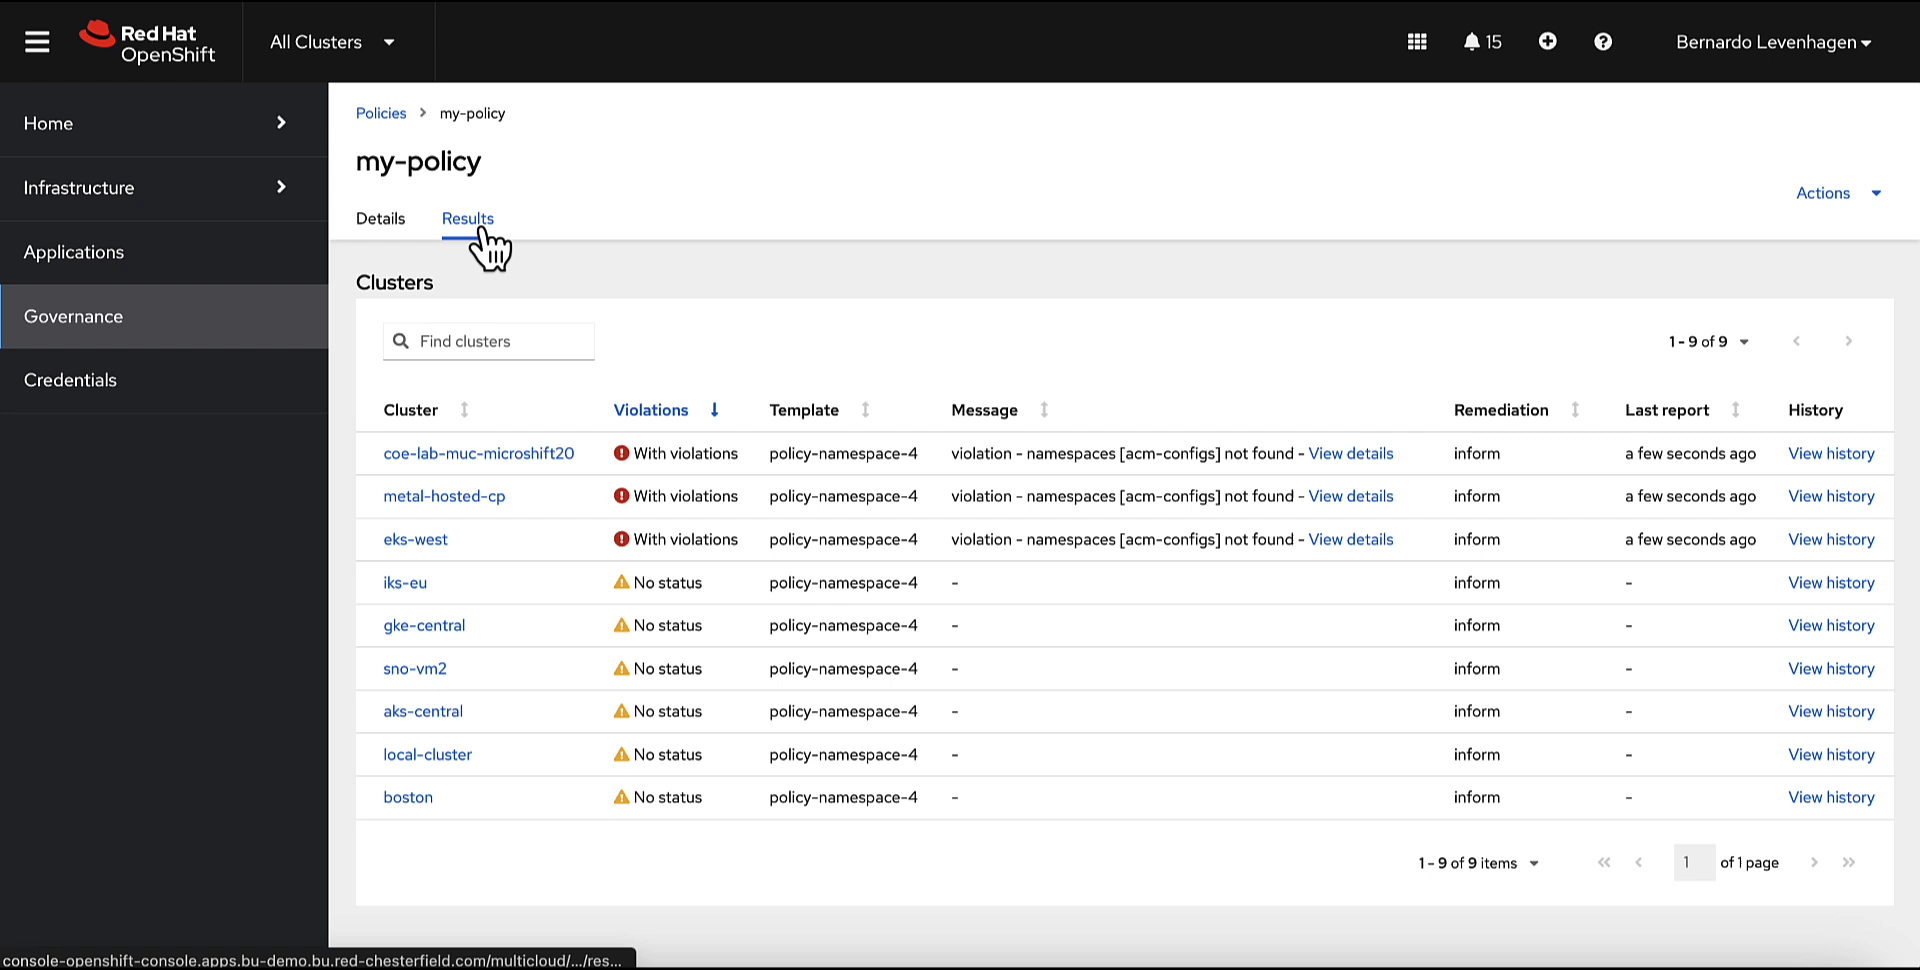 Red Hat
OpenShift
All Clusters
15
Bernardo Levenhagen
Home
Infrastructure
Applications
Governance
Credentials
Policies > my-policy
my-policy
Actions
Details Results
Clusters
Find clusters
1 - 9 of 9
Cluster Violations Template Message Remediation Last report History
coe-lab-muc-microshift20 With violations policy-namespace-4 violation - namespaces [acm-configs] not found - View details inform a few seconds ago View history
metal-hosted-cp With violations policy-namespace-4 violation - namespaces [acm-configs] not found - View details inform a few seconds ago View history
eks-west With violations policy-namespace-4 violation - namespaces [acm-configs] not found - View details inform a few seconds ago View history
iks-eu No status policy-namespace-4 - inform - View history
gke-central No status policy-namespace-4 - inform - View history
sno-vm2 No status policy-namespace-4 - inform - View history
aks-central No status policy-namespace-4 - inform - View history
local-cluster No status policy-namespace-4 - inform - View history
boston No status policy-namespace-4 - inform - View history
1 - 9 of 9 items
1 of 1 page
console-openshift-console.apps.bu-demo.bu.red-chesterfield.com/multicloud/.../res...